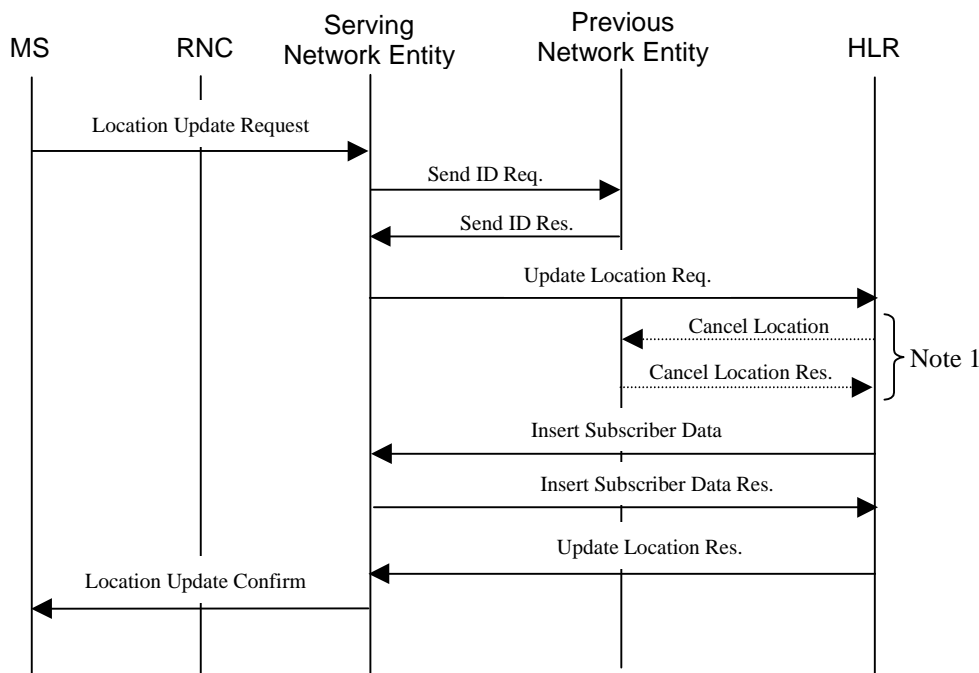 MS
RNC
Serving
Network Entity
Previous
Network Entity
HLR
Location Update Request
Send ID Req.
Send ID Res.
Update Location Req.
Cancel Location
Note 1
Cancel Location Res.
Insert Subscriber Data
Insert Subscriber Data Res.
Update Location Res.
Location Update Confirm